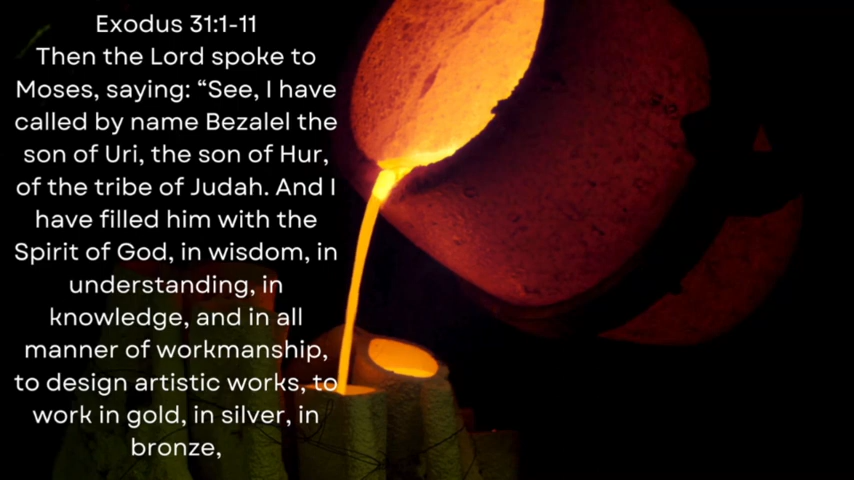 Exodus 31:1-11
Then the Lord spoke to
Moses, saying: “See, I have
called by name Bezalel the
son of Uri, the son of Hur,
of the tribe of Judah. And I
have filled him with the
Spirit of God, in wisdom, in
understanding, in
knowledge, and in all
manner of workmanship,
to design artistic works, to
work in gold, in silver, in
bronze,